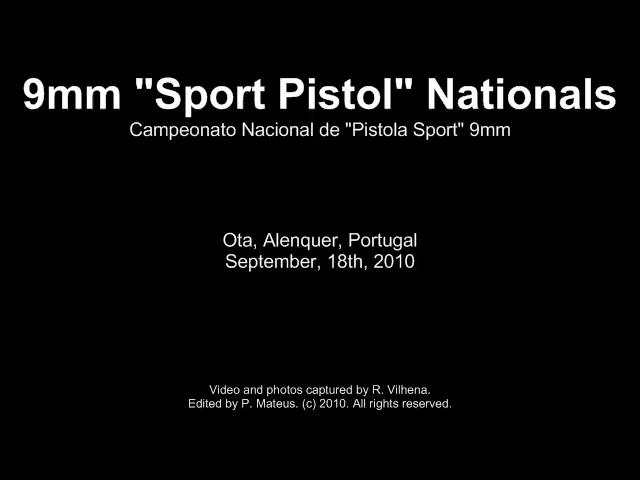 9mm "Sport Pistol" Nationals
Campeonato Nacional de "Pistola Sport" 9mm
Ota, Alenquer, Portugal
September, 18th, 2010
Video and photos captured by R. Vilhena.
Edited by P. Mateus. (c) 2010. All rights reserved.